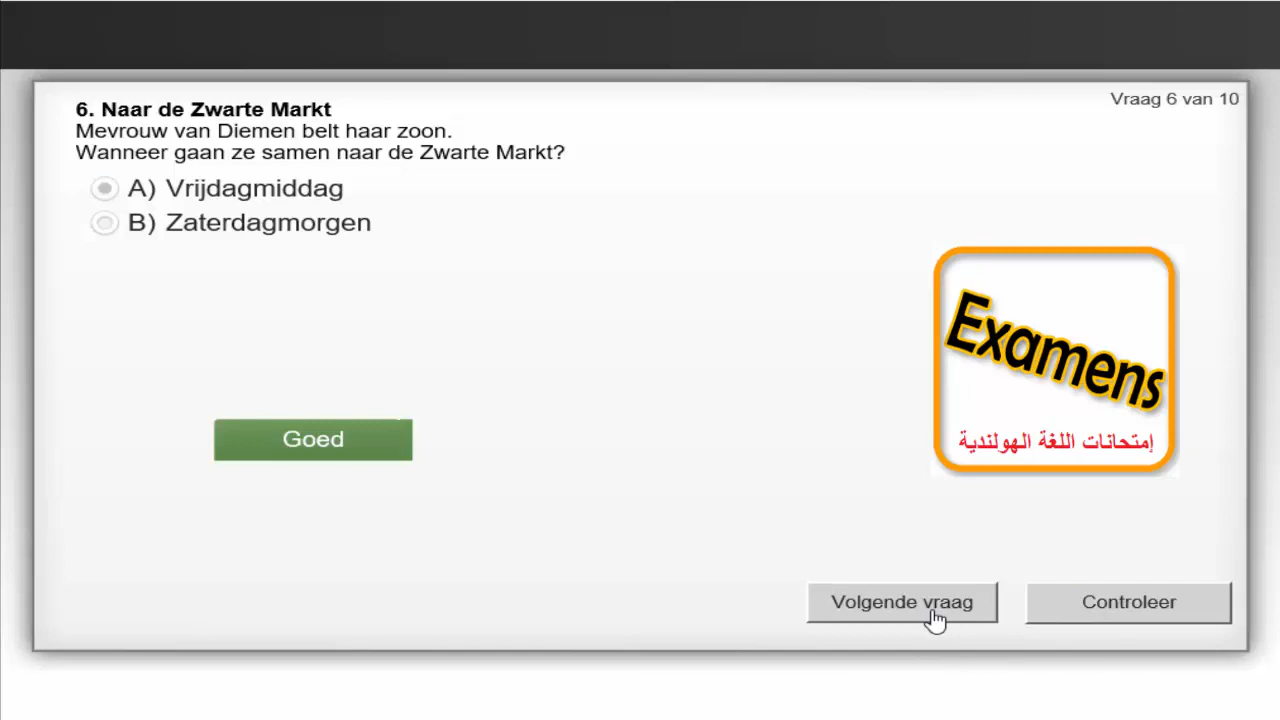 6. Naar de Zwarte Markt
Vraag 6 van 10
Mevrouw van Diemen belt haar zoon.
Wanneer gaan ze samen naar de Zwarte Markt?
A) Vrijdagmiddag
B) Zaterdagmorgen
Examens
إمتحانات اللغة الهولندية
Goed
Volgende vraag
Controleer